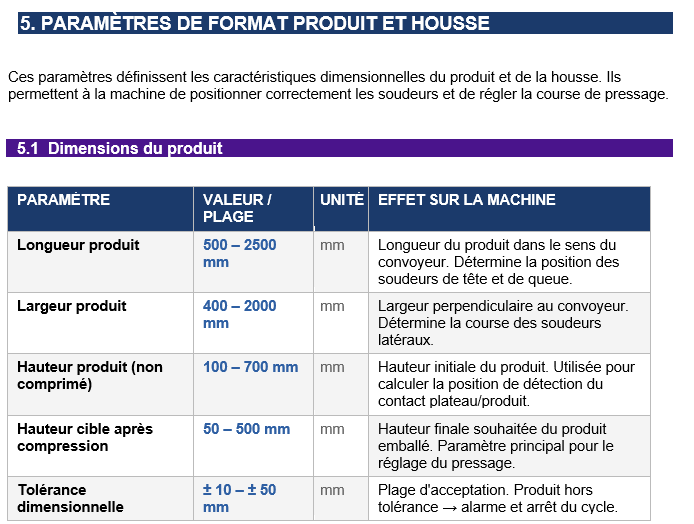 5. PARAMÈTRES DE FORMAT PRODUIT ET HOUSSE
Ces paramètres définissent les caractéristiques dimensionnelles du produit et de la housse. Ils
permettent à la machine de positionner correctement les soudeurs et de régler la course de pressage.
5.1 Dimensions du produit
PARAMÈTRE VALEUR / UNITÉ EFFET SUR LA MACHINE
PLAGE
Longueur produit 500 – 2500 mm Longueur du produit dans le sens du
mm convoyeur. Détermine la position des
soudeurs de tête et de queue.
Largeur produit 400 – 2000 mm Largeur perpendiculaire au convoyeur.
mm Détermine la course des soudeurs
latéraux.
Hauteur produit (non 100 – 700 mm mm Hauteur initiale du produit. Utilisée pour
comprimé) calculer la position de détection du
contact plateau/produit.
Hauteur cible après 50 – 500 mm mm Hauteur finale souhaitée du produit
compression emballé. Paramètre principal pour le
réglage du pressage.
Tolérance ± 10 – ± 50 mm Plage d'acceptation. Produit hors
dimensionnelle mm tolérance → alarme et arrêt du cycle.